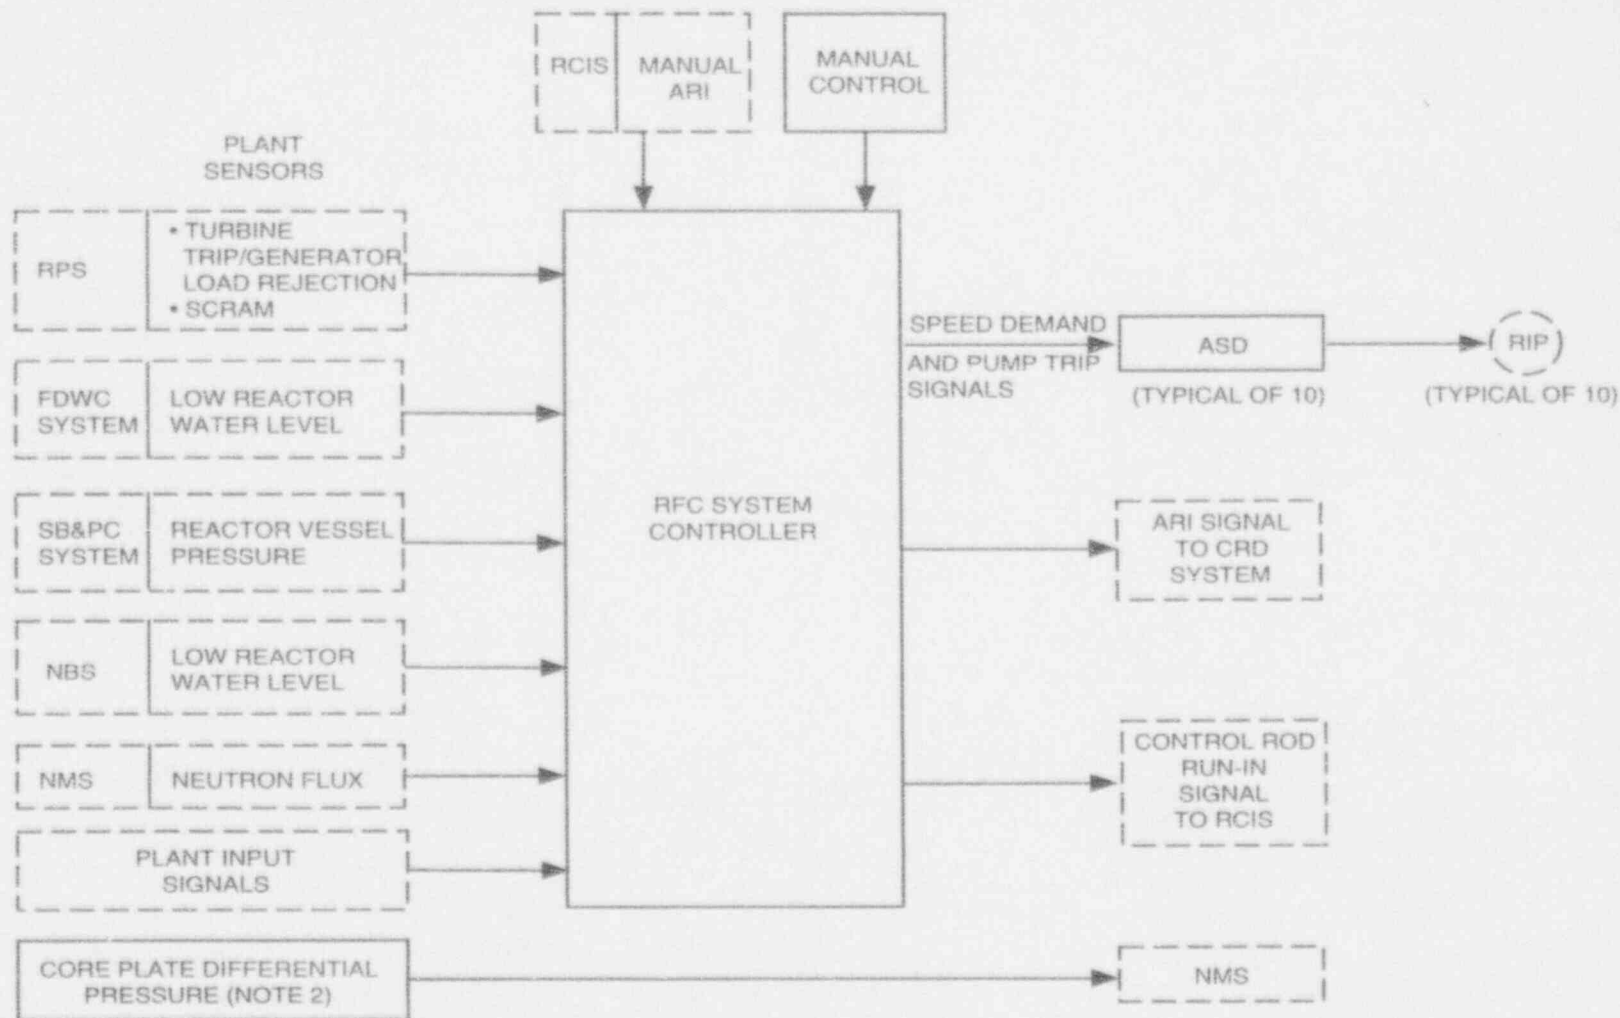 RCIS
MANUAL
ARI
MANUAL
CONTROL
PLANT
SENSORS
RPS
• TURBINE
TRIP/GENERATOR
LOAD REJECTION
• SCRAM
FDWC
SYSTEM
LOW REACTOR
WATER LEVEL
SB&PC
SYSTEM
REACTOR VESSEL
PRESSURE
NBS
LOW REACTOR
WATER LEVEL
NMS
NEUTRON FLUX
PLANT INPUT
SIGNALS
CORE PLATE DIFFERENTIAL
PRESSURE (NOTE 2)
RFC SYSTEM
CONTROLLER
SPEED DEMAND
AND PUMP TRIP
SIGNALS
ASD
(TYPICAL OF 10)
RIP
(TYPICAL OF 10)
ARI SIGNAL
TO CRD
SYSTEM
CONTROL ROD
RUN-IN
SIGNAL
TO RCIS
NMS